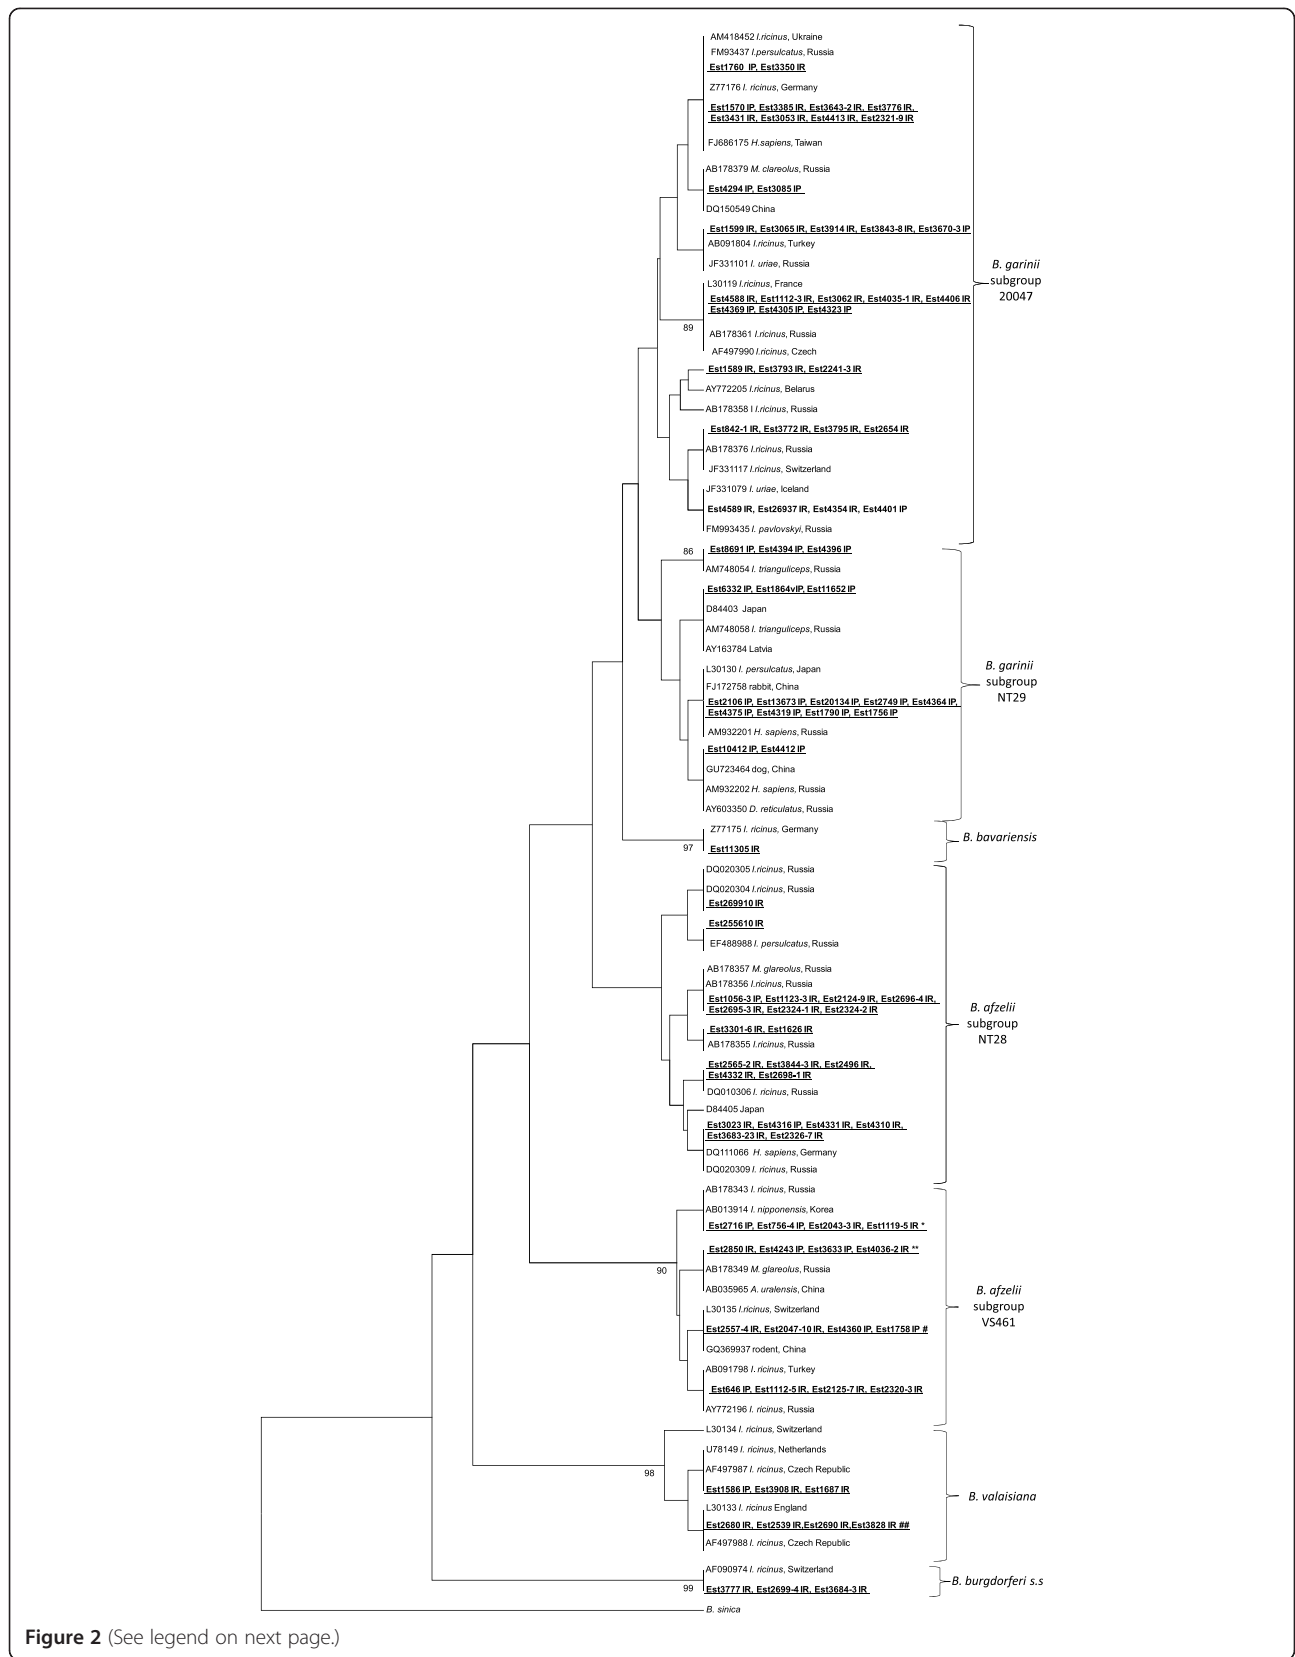 AM418452 I.ricinus, Ukraine
FM93437 I.persulcatus, Russia
Est1760 IP, Est3350 IR
Z77176 I. ricinus, Germany
Est1570 IP, Est3385 IR, Est3643-2 IR, Est3776 IR,
Est3431 IR, Est3053 IR, Est4413 IR, Est2321-9 IR
FJ686175 H.sapiens, Taiwan
AB178379 M. clareolus, Russia
Est4294 IP, Est3085 IP
DQ150549 China
Est1599 IR, Est3065 IR, Est3914 IR, Est3843-8 IR, Est3670-3 IP
AB091804 I.ricinus, Turkey
JF331101 I. uriae, Russia
L30119 I.ricinus, France
Est4588 IR, Est1112-3 IR, Est3062 IR, Est4035-1 IR, Est4406 IR
Est4369 IP, Est4305 IP, Est4323 IP
89
AB178361 I.ricinus, Russia
AF497990 I.ricinus, Czech
Est1589 IR, Est3793 IR, Est2241-3 IR
AY772205 I.ricinus, Belarus
AB178358 I I.ricinus, Russia
Est842-1 IR, Est3772 IR, Est3795 IR, Est2654 IR
AB178376 I.ricinus, Russia
JF331117 I.ricinus, Switzerland
JF331079 I. uriae, Iceland
Est4589 IR, Est26937 IR, Est4354 IR, Est4401 IP
FM993435 I. pavlovskyi, Russia
B. garinii
subgroup
20047
86
Est8691 IP, Est4394 IP, Est4396 IP
AM748054 I. trianguliceps, Russia
Est6332 IP, Est1864vIP, Est11652 IP
D84403 Japan
AM748058 I. trianguliceps, Russia
AY163784 Latvia
L30130 I. persulcatus, Japan
FJ172758 rabbit, China
Est2106 IP, Est13673 IP, Est20134 IP, Est2749 IP, Est4364 IP,
Est4375 IP, Est4319 IP, Est1790 IP, Est1756 IP
AM932201 H. sapiens, Russia
Est10412 IP, Est4412 IP
GU723464 dog, China
AM932202 H. sapiens, Russia
AY603350 D. reticulatus, Russia
B. garinii
subgroup
NT29
Z77175 I. ricinus, Germany
97
Est11305 IR
B. bavariensis
DQ020305 I.ricinus, Russia
DQ020304 I.ricinus, Russia
Est269910 IR
Est255610 IR
EF488988 I. persulcatus, Russia
AB178357 M. glareolus, Russia
AB178356 I.ricinus, Russia
Est1056-3 IP, Est1123-3 IR, Est2124-9 IR, Est2696-4 IR,
Est2695-3 IR, Est2324-1 IR, Est2324-2 IR
Est3301-6 IR, Est1626 IR
AB178355 I.ricinus, Russia
Est2565-2 IR, Est3844-3 IR, Est2496 IR,
Est4332 IR, Est2698-1 IR
DQ010306 I. ricinus, Russia
D84405 Japan
Est3023 IR, Est4316 IP, Est4331 IR, Est4310 IR,
Est3683-23 IR, Est2326-7 IR
DQ111066 H. sapiens, Germany
DQ020309 I. ricinus, Russia
B. afzelii
subgroup
NT28
AB178343 I. ricinus, Russia
AB013914 I. nipponensis, Korea
Est2716 IP, Est756-4 IP, Est2043-3 IR, Est1119-5 IR *
Est2850 IR, Est4243 IP, Est3633 IP, Est4036-2 IR **
90
AB178349 M. glareolus, Russia
AB035965 A. uralensis, China
L30135 I.ricinus, Switzerland
Est2557-4 IR, Est2047-10 IR, Est4360 IP, Est1758 IP #
GQ369937 rodent, China
AB091798 I. ricinus, Turkey
Est646 IP, Est1112-5 IR, Est2125-7 IR, Est2320-3 IR
AY772196 I. ricinus, Russia
B. afzelii
subgroup
VS461
L30134 I. ricinus, Switzerland
U78149 I. ricinus, Netherlands
98
AF497987 I. ricinus, Czech Republic
Est1586 IP, Est3908 IR, Est1687 IR
L30133 I. ricinus England
Est2680 IR, Est2539 IR,Est2690 IR,Est3828 IR ##
AF497988 I. ricinus, Czech Republic
B. valaisiana
AF090974 I. ricinus, Switzerland
99
Est3777 IR, Est2699-4 IR, Est3684-3 IR
B. burgdorferi s.s
B. sinica
Figure 2 (See legend on next page.)